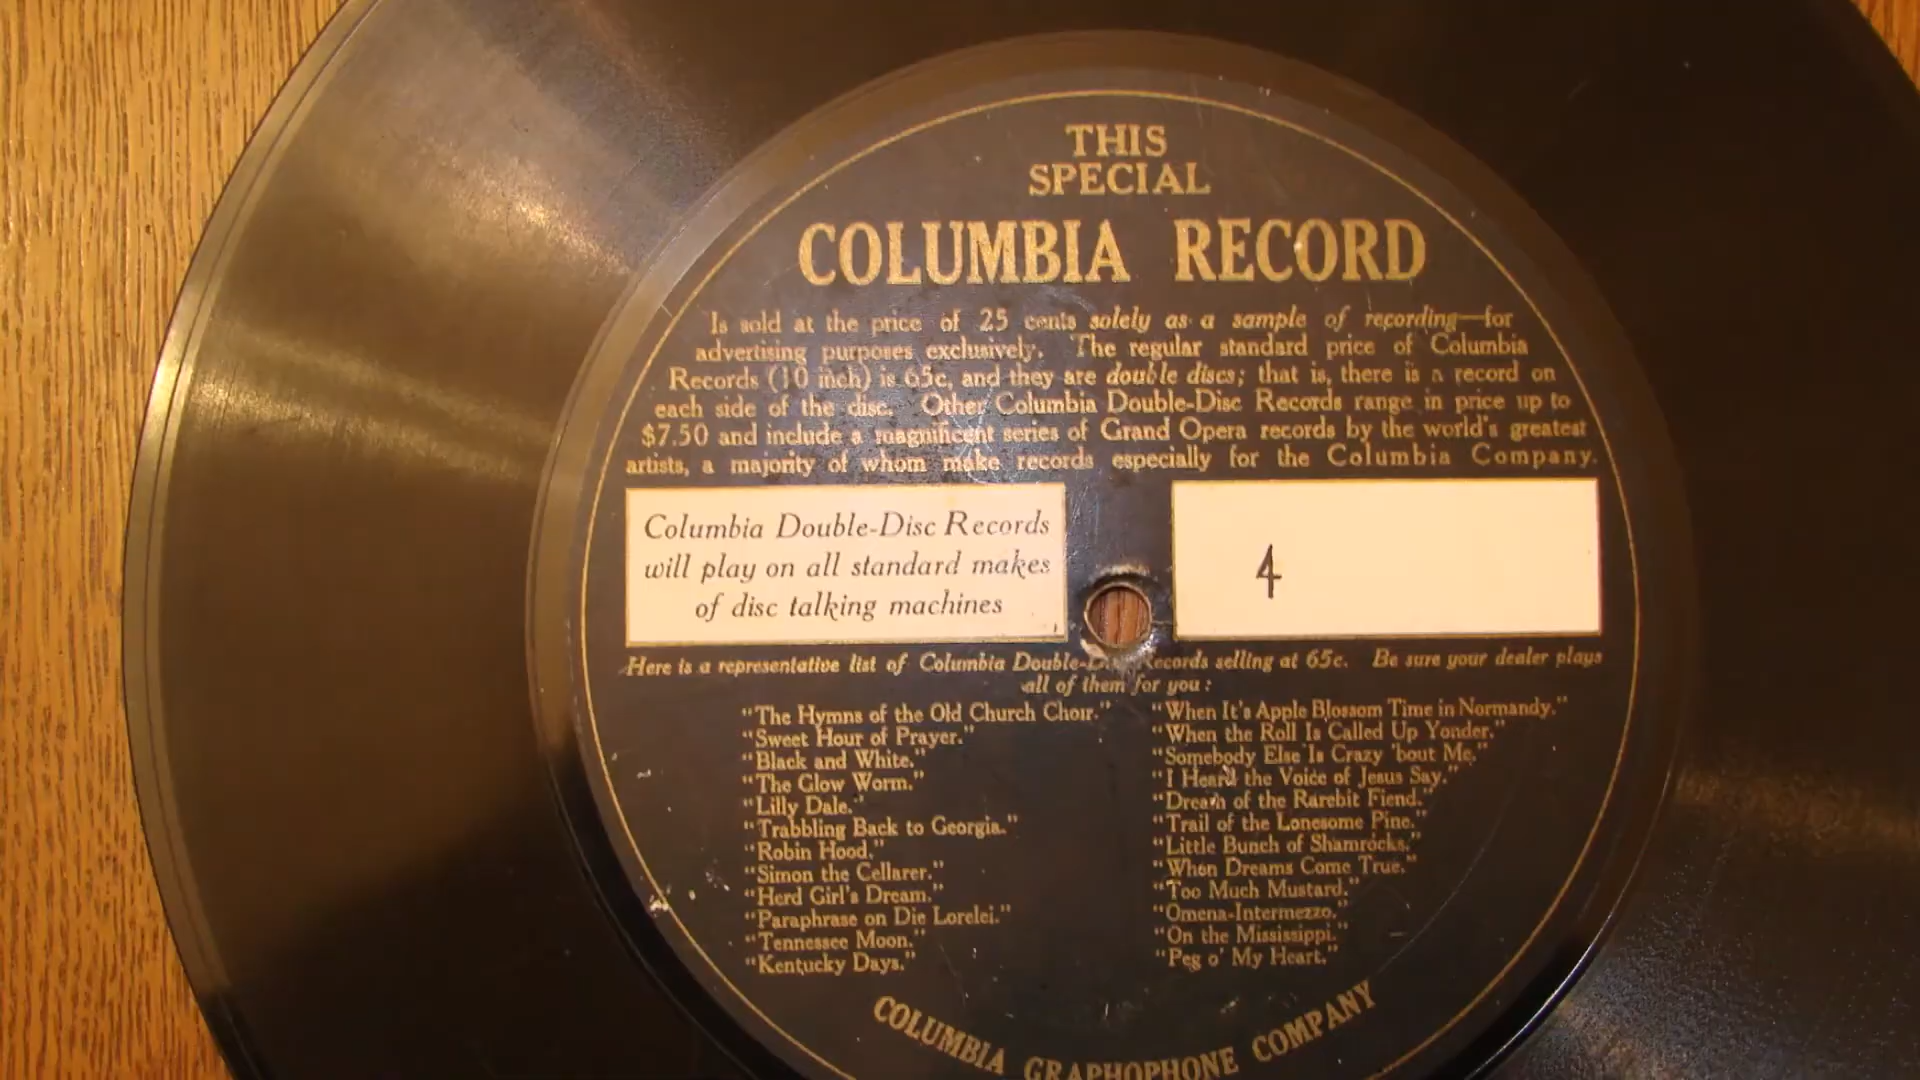 THIS
SPECIAL
COLUMBIA RECORD
Is sold at the price of 25 cents solely as a sample of recording—for
advertising purposes exclusively. The regular standard price of Columbia
Records (10 inch) is 65c, and they are double discs; that is, there is a record on
each side of the disc. Other Columbia Double-Disc Records range in price up to
$7.50 and include a magnificent series of Grand Opera records by the world's greatest
artists, a majority of whom make records especially for the Columbia Company.
Columbia Double-Disc Records
will play on all standard makes
of disc talking machines
4
Here is a representative list of Columbia Double-D Records selling at 65c. Be sure your dealer plays
all of them for you:
"The Hymns of the Old Church Choir."
"Sweet Hour of Prayer."
"Black and White."
"The Glow Worm."
"Lilly Dale."
"Trabbling Back to Georgia."
"Robin Hood."
"Simon the Cellarer."
"Herd Girl's Dream."
"Paraphrase on Die Lorelei."
"Tennessee Moon."
"Kentucky Days."
"When It's Apple Blossom Time in Normandy."
"When the Roll Is Called Up Yonder."
"Somebody Else Is Crazy 'bout Me."
"I Heard the Voice of Jesus Say."
"Dream of the Rarebit Fiend."
"Trail of the Lonesome Pine."
"Little Bunch of Shamrocks."
"When Dreams Come True."
"Too Much Mustard."
"Omena-Intermezzo."
"On the Mississippi."
"Peg o' My Heart."
COLUMBIA GRAPHOPHONE COMPANY